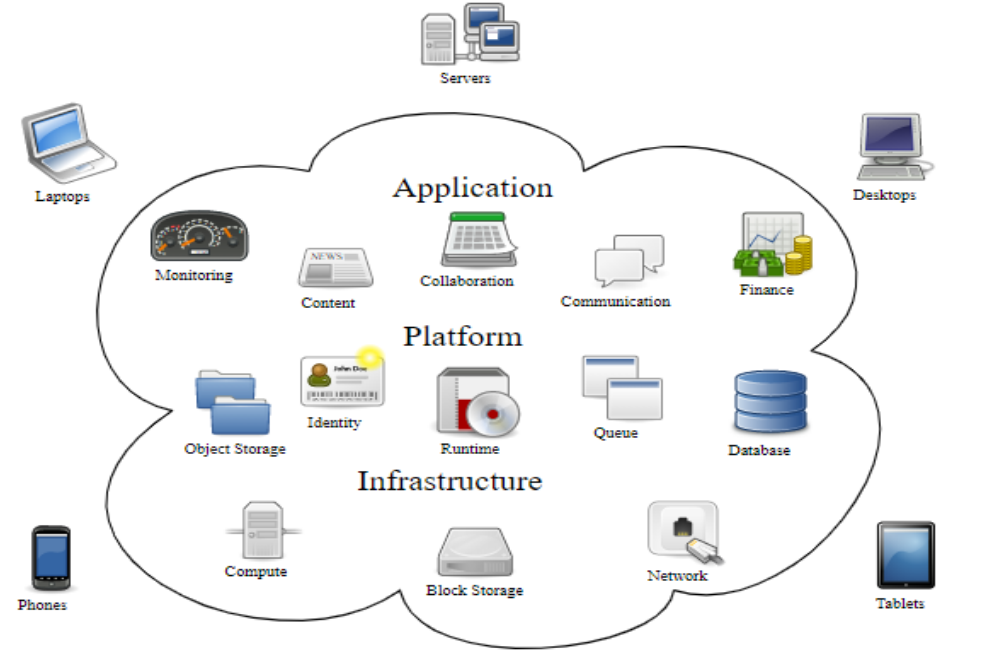 Servers
Laptops
Desktops
Application
Monitoring
NEWS
Content
Collaboration
Communication
Finance
Platform
John Doe
Object Storage
Identity
Runtime
Queue
Database
Infrastructure
Compute
Block Storage
Network
Phones
Tablets